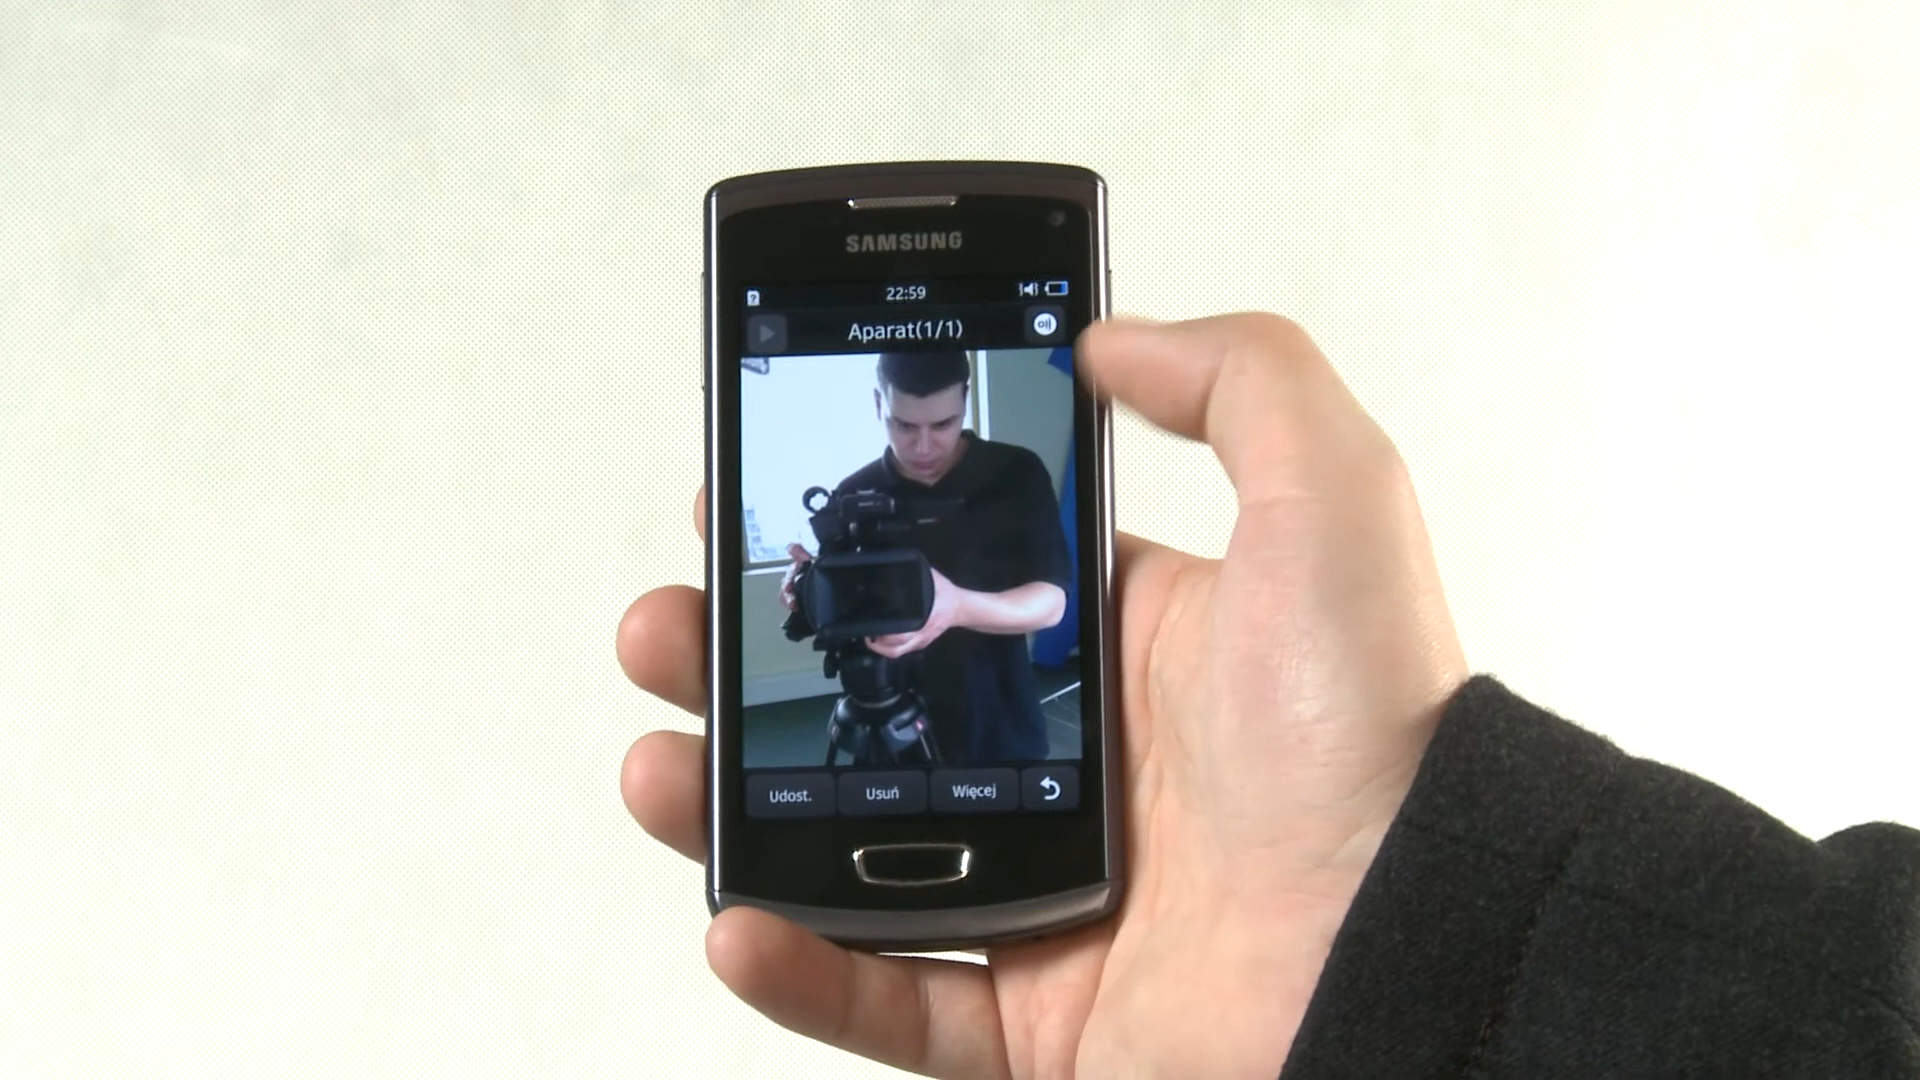 SAMSUNG
22:59
Aparat(1/1)
Udost.
Usuń
Więcej